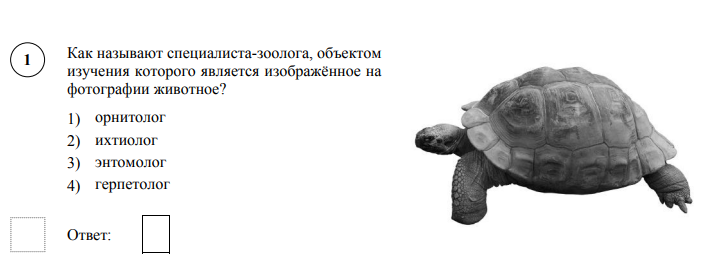 1
Как называют специалиста-зоолога, объектом
изучения которого является изображённое на
фотографии животное?
1) орнитолог
2) ихтиолог
3) энтомолог
4) герпетолог
Ответ: